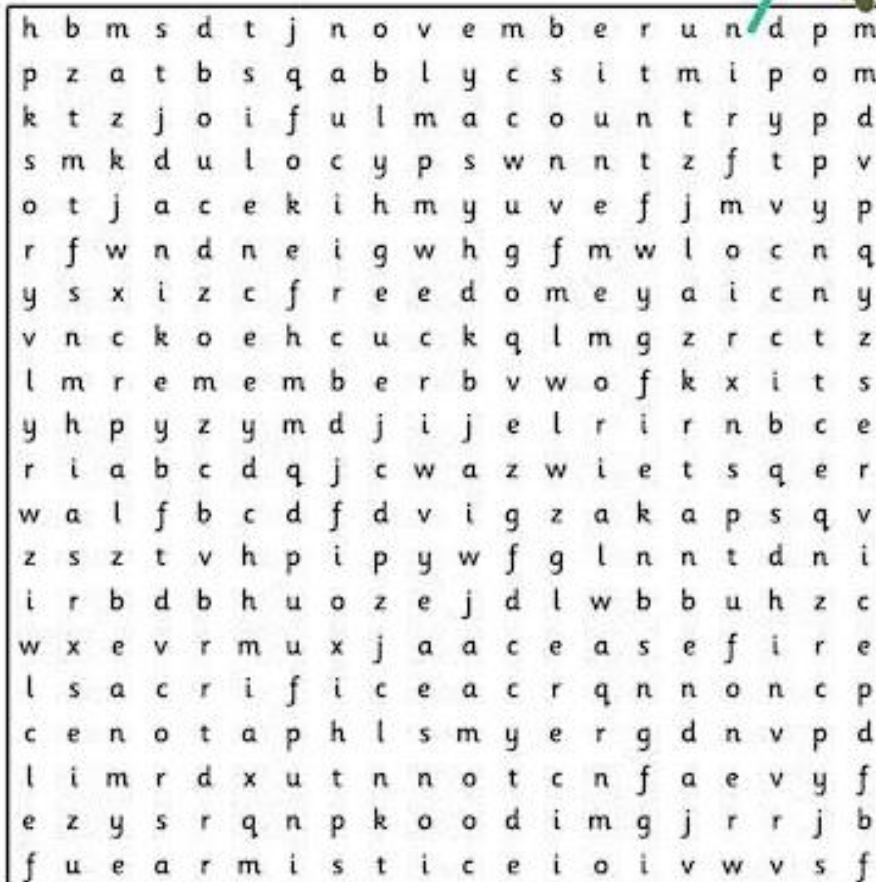 h b m s d t j n o v e m b e r u n d p m
p z a t b s q a b l y c s i t m i p o m
k t z j o i f u l m a c o u n t r y p d
s m k d u l o c y p s w n n t z f t p v
o t j a c e k i h m y u v e f j m v y p
r f w n d n e i g w h g f m w l o c n q
y s x i z c f r e e d o m e y a i c n y
v n c k o e h c u c k q l m g z r c t z
l m r e m e m b e r b v w o f k x i t s
y h p y z y m d j i j e l r i r n b c e
r i a b c d q j c w a z w i e t s q e r
w a l f b c d f d v i g z a k a p s q v
z s z t v h p i p y w f g l n n t d n i
i r b d b h u o z e j d l w b b u h z c
w x e v r m u x j a a c e a s e f i r e
l s a c r i f i c e a c r q n n o n c p
c e n o t a p h l s m y e r g d n v p d
l i m r d x u t n n o t c n f a e v y f
e z y s r q n p k o o d i m g j r r j b
f u e a r m i s t i c e i o i v w v s f